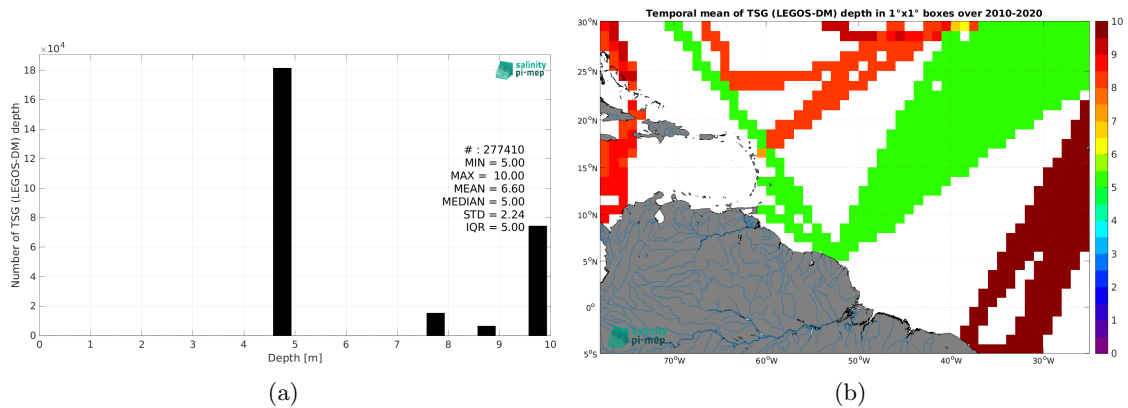 ×10⁴
18
16
14
12
10
8
6
4
2
0
Number of TSG (LEGOS-DM) depth
0 1 2 3 4 5 6 7 8 9 10
Depth [m]
salinity
pi-mep
# : 277410
MIN = 5.00
MAX = 10.00
MEAN = 6.60
MEDIAN = 5.00
STD = 2.24
IQR = 5.00
(a)
Temporal mean of TSG (LEGOS-DM) depth in 1°x1° boxes over 2010-2020
30°N
25°N
20°N
15°N
10°N
5°N
0°
5°S
70°W 60°W 50°W 40°W 30°W
salinity
pi-mep
10
9
8
7
6
5
4
3
2
1
0
(b)